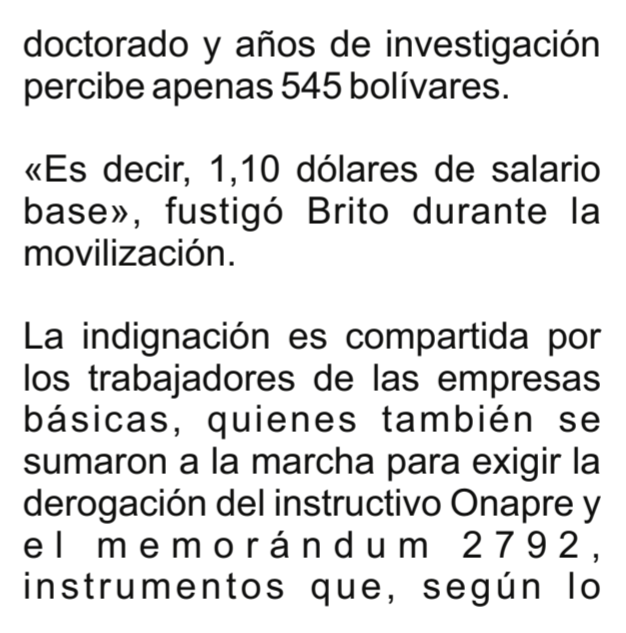 doctorado y años de investigación
percibe apenas 545 bolívares.
«Es decir, 1,10 dólares de salario
base», fustigó Brito durante la
movilización.
La indignación es compartida por
los trabajadores de las empresas
básicas, quienes también se
sumaron a la marcha para exigir la
derogación del instructivo Onapre y
el memorándum 2792,
instrumentos que, según lo